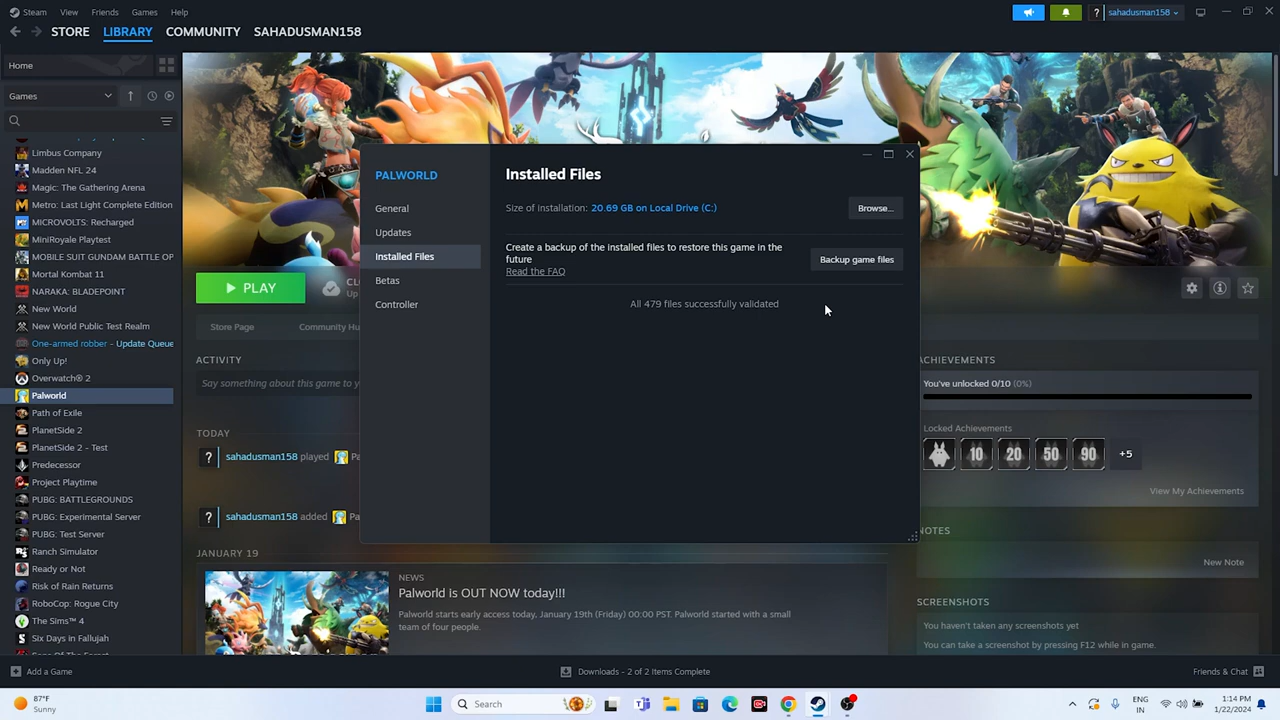 Steam View Friends Games Help
? sahadusman158
STORE LIBRARY COMMUNITY SAHADUSMAN158
Home
Games
Limbus Company
Madden NFL 24
Magic: The Gathering Arena
Metro: Last Light Complete Edition
MICROVOLTS: Recharged
MiniRoyale Playtest
MOBILE SUIT GUNDAM BATTLE OP
Mortal Kombat 11
NARAKA: BLADEPOINT
New World
New World Public Test Realm
One-armed robber - Update Queue
Only Up!
Overwatch® 2
Palworld
Path of Exile
PlanetSide 2
PlanetSide 2 - Test
Predecessor
Project Playtime
PUBG: BATTLEGROUNDS
PUBG: Experimental Server
PUBG: Test Server
Ranch Simulator
Ready or Not
Risk of Rain Returns
RoboCop: Rogue City
The Sims™ 4
Six Days in Fallujah
PLAY
CL
Up
Store Page Community Hu
ACTIVITY
Say something about this game to y
TODAY
? sahadusman158 played Pa
? sahadusman158 added Pa
JANUARY 19
NEWS
Palworld is OUT NOW today!!!
Palworld starts early access today, January 19th (Friday) 00:00 PST. Palworld started with a small
team of four people.
PALWORLD
General
Updates
Installed Files
Betas
Controller
Installed Files
Size of installation: 20.69 GB on Local Drive (C:)
Browse...
Create a backup of the installed files to restore this game in the
future
Read the FAQ
Backup game files
All 479 files successfully validated
ACHIEVEMENTS
You've unlocked 0/10 (0%)
Locked Achievements
10 20 50 90 +5
View My Achievements
NOTES
New Note
SCREENSHOTS
You haven't taken any screenshots yet
You can take a screenshot by pressing F12 while in game.
Add a Game
Downloads - 2 of 2 Items Complete
Friends & Chat
87°F
Sunny
Search
ENG
IN
1:14 PM
1/22/2024